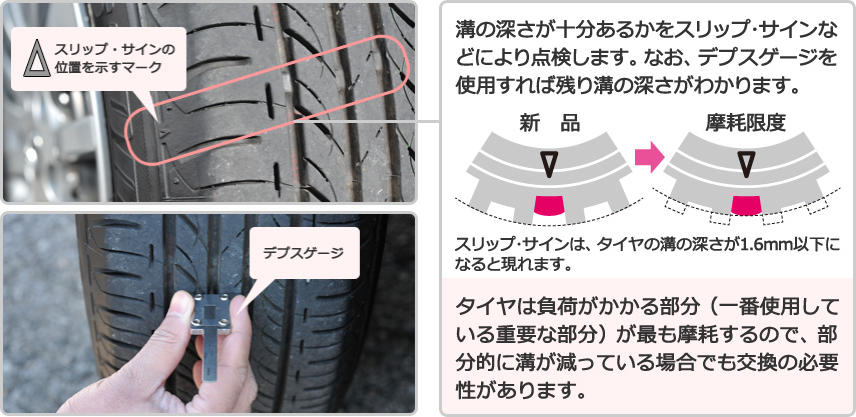 スリップ・サインの
位置を示すマーク
デプスゲージ
溝の深さが十分あるかをスリップ・サインな
どにより点検します。なお、デプスゲージを
使用すれば残り溝の深さがわかります。
新 品
摩耗限度
スリップ・サインは、タイヤの溝の深さが1.6mm以下に
なると現れます。
タイヤは負荷がかかる部分（一番使用して
いる重要な部分）が最も摩耗するので、部
分的に溝が減っている場合でも交換の必要
性があります。